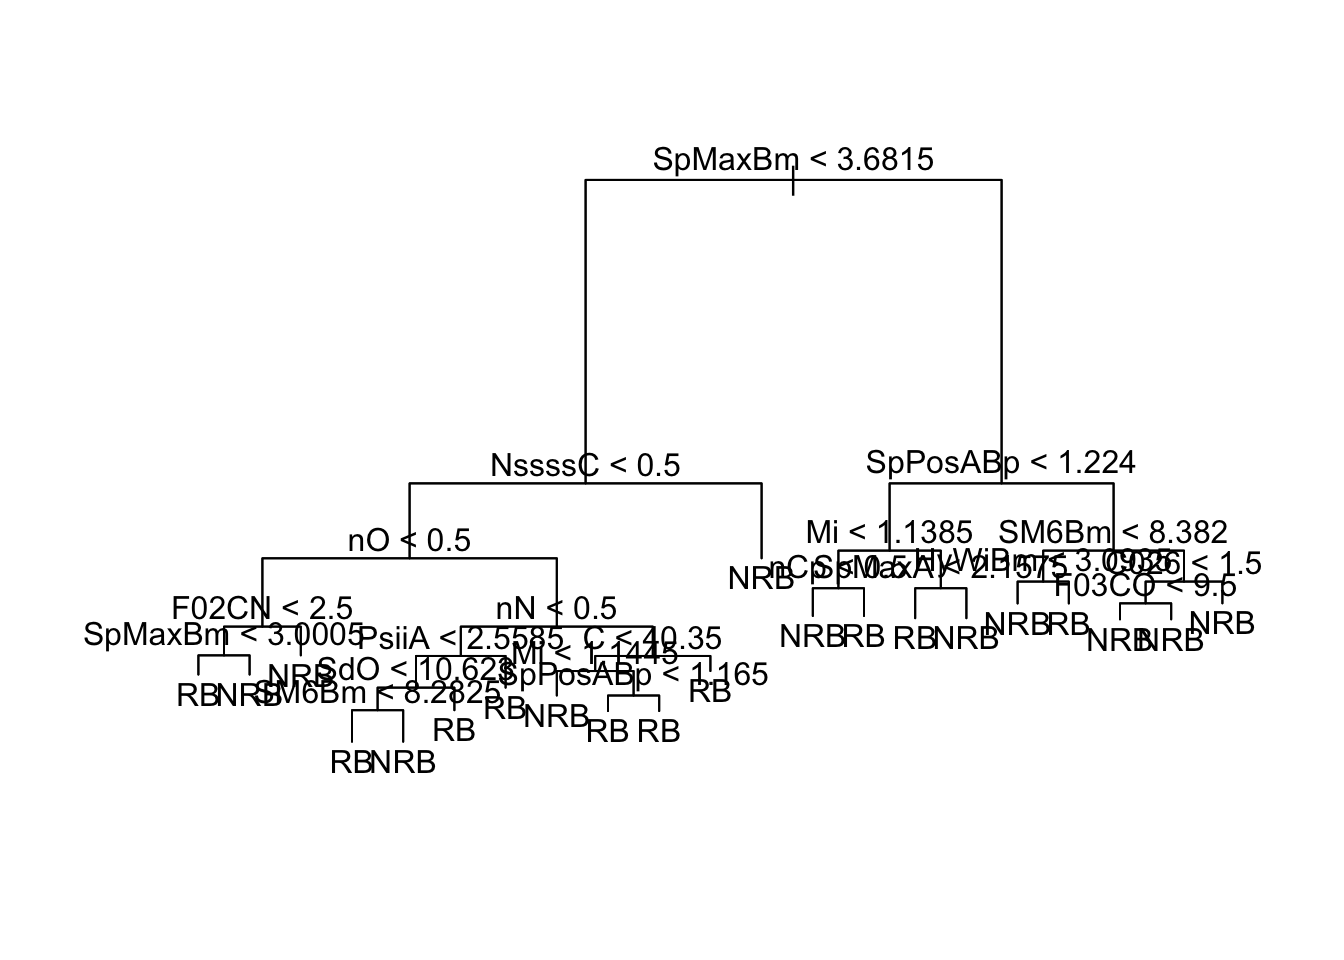 SpMaxBm < 3.6815
NssssC < 0.5
SpPosABp < 1.224
nO < 0.5
Mi < 1.1385
SM6Bm < 8.382
nCp < 0.5
SpMaxA < 2.1575
HyWiBm < 3.0935
C026 < 1.5
NRB
F03CO < 9.5
F02CN < 2.5
nN < 0.5
SpMaxBm < 3.0005
PsiiA < 2.5585
C < 40.35
NRB
RB
RB
NRB
NRB
RB
NRB
NRB
NRB
Mi < 1.1445
NRB
SdO < 10.623
SpPosABp < 1.165
RB
NRB
SM6Bm < 8.2825
RB
RB
NRB
RB
RB
RB
RB
NRB